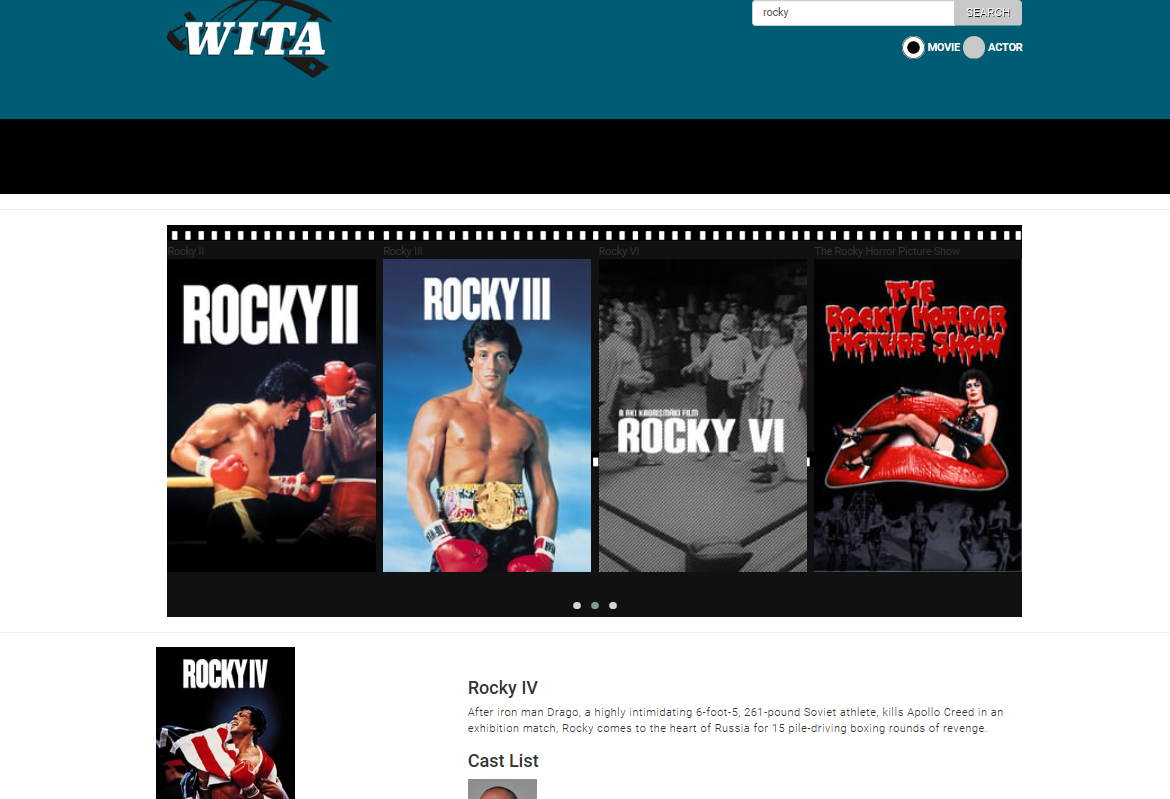 WITA
rocky
SEARCH
MOVIE ACTOR
Rocky II
Rocky III
Rocky VI
The Rocky Horror Picture Show
ROCKY II
ROCKY III
A AKI KAURISMÄKI FILM
ROCKY VI
THE
ROCKY HORROR
PICTURE SHOW
ROCKY IV
Rocky IV
After iron man Drago, a highly intimidating 6-foot-5, 261-pound Soviet athlete, kills Apollo Creed in an
exhibition match, Rocky comes to the heart of Russia for 15 pile-driving boxing rounds of revenge.
Cast List